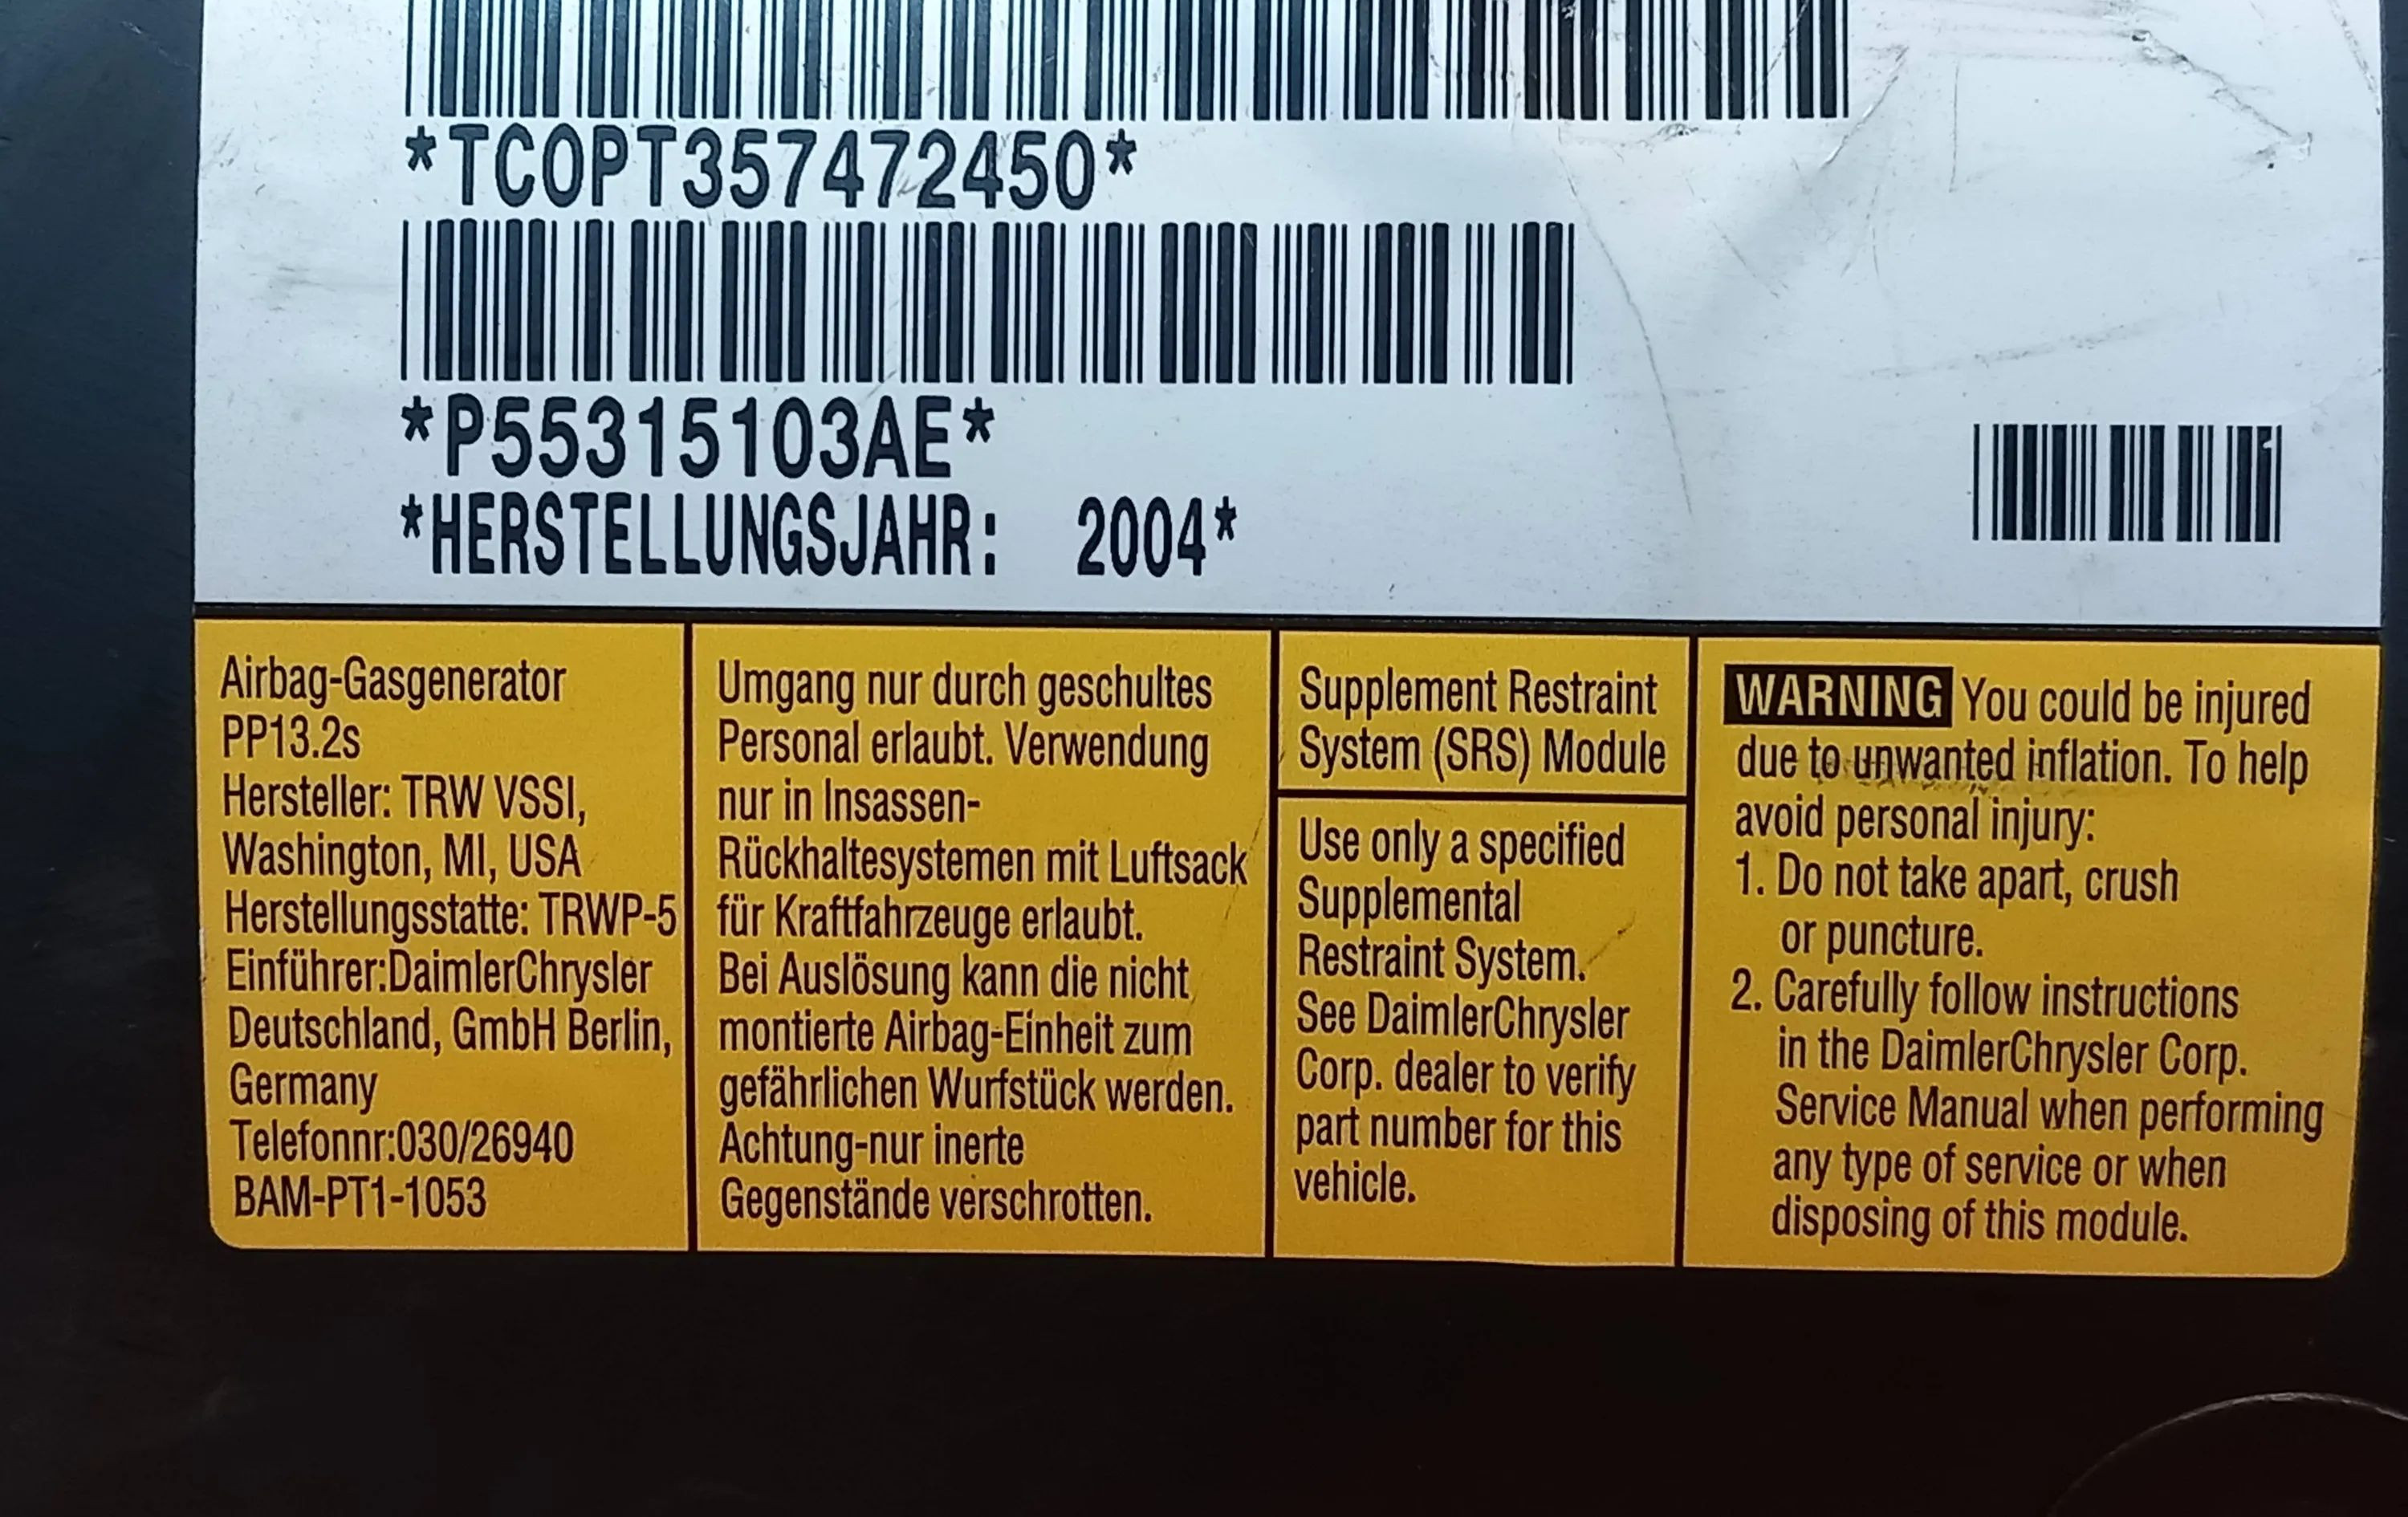 *TC0PT357472450*
*P55315103AE*
*HERSTELLUNGSJAHR: 2004*
Airbag-Gasgenerator
PP13.2s
Hersteller: TRW VSSI,
Washington, MI, USA
Herstellungsstatte: TRWP-5
Einführer:DaimlerChrysler
Deutschland, GmbH Berlin,
Germany
Telefonnr:030/26940
BAM-PT1-1053
Umgang nur durch geschultes
Personal erlaubt. Verwendung
nur in Insassen-
Rückhaltesystemen mit Luftsack
für Kraftfahrzeuge erlaubt.
Bei Auslösung kann die nicht
montierte Airbag-Einheit zum
gefährlichen Wurfstück werden.
Achtung-nur inerte
Gegenstände verschrotten.
Supplement Restraint
System (SRS) Module
Use only a specified
Supplemental
Restraint System.
See DaimlerChrysler
Corp. dealer to verify
part number for this
vehicle.
WARNING You could be injured
due to unwanted inflation. To help
avoid personal injury:
1. Do not take apart, crush
or puncture.
2. Carefully follow instructions
in the DaimlerChrysler Corp.
Service Manual when performing
any type of service or when
disposing of this module.